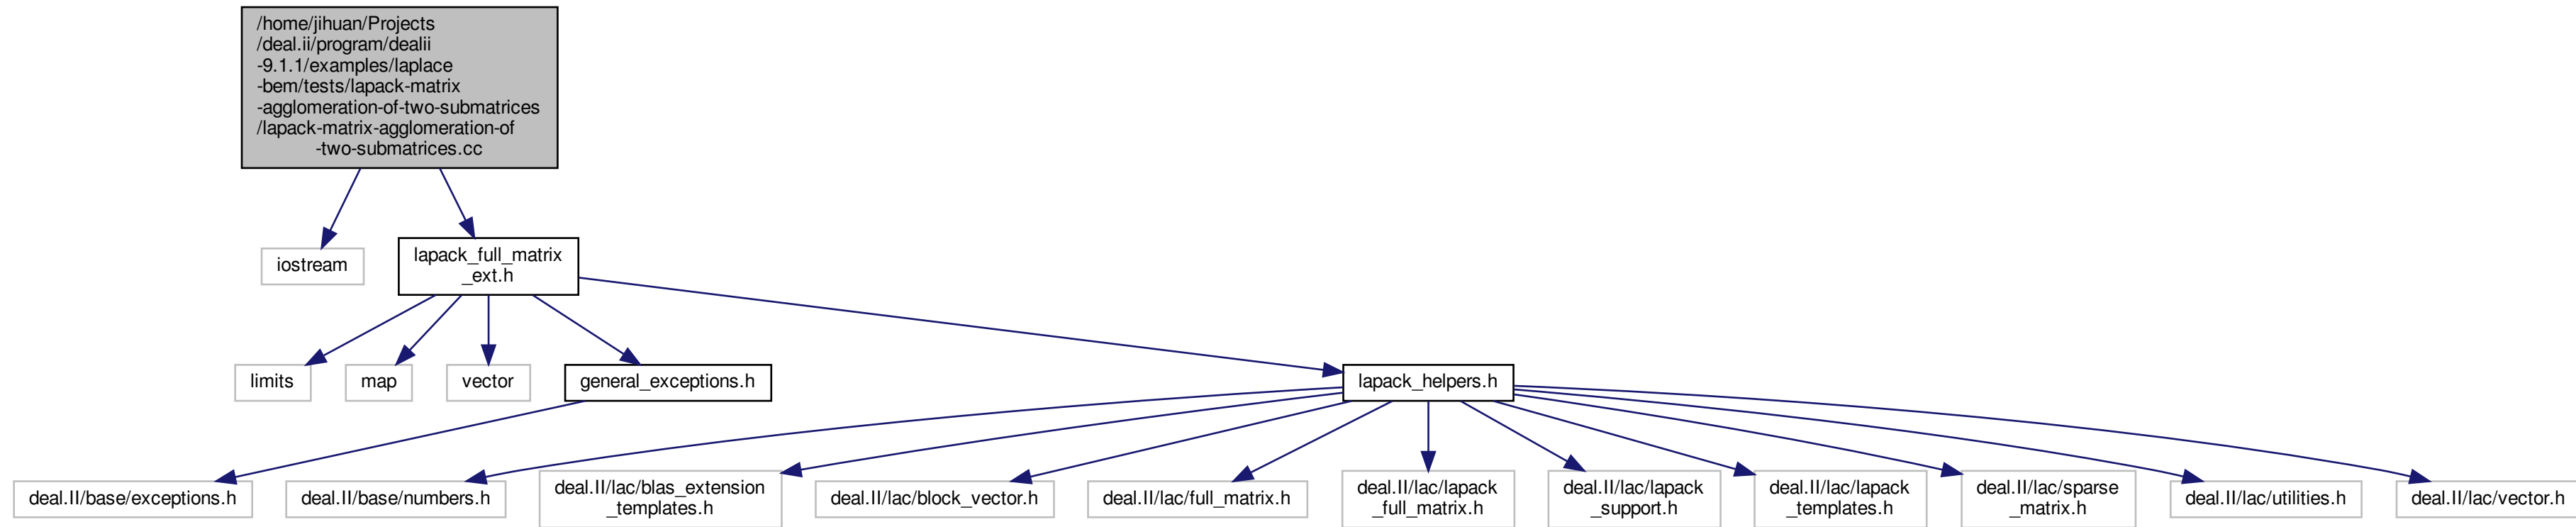 /home/jihuan/Projects
/deal.ii/program/dealii
-9.1.1/examples/laplace
-bem/tests/lapack-matrix
-agglomeration-of-two-submatrices
/lapack-matrix-agglomeration-of
-two-submatrices.cc
iostream
lapack_full_matrix
_ext.h
limits
map
vector
general_exceptions.h
lapack_helpers.h
deal.II/base/exceptions.h
deal.II/base/numbers.h
deal.II/lac/blas_extension
_templates.h
deal.II/lac/block_vector.h
deal.II/lac/full_matrix.h
deal.II/lac/lapack
_full_matrix.h
deal.II/lac/lapack
_support.h
deal.II/lac/lapack
_templates.h
deal.II/lac/sparse
_matrix.h
deal.II/lac/utilities.h
deal.II/lac/vector.h